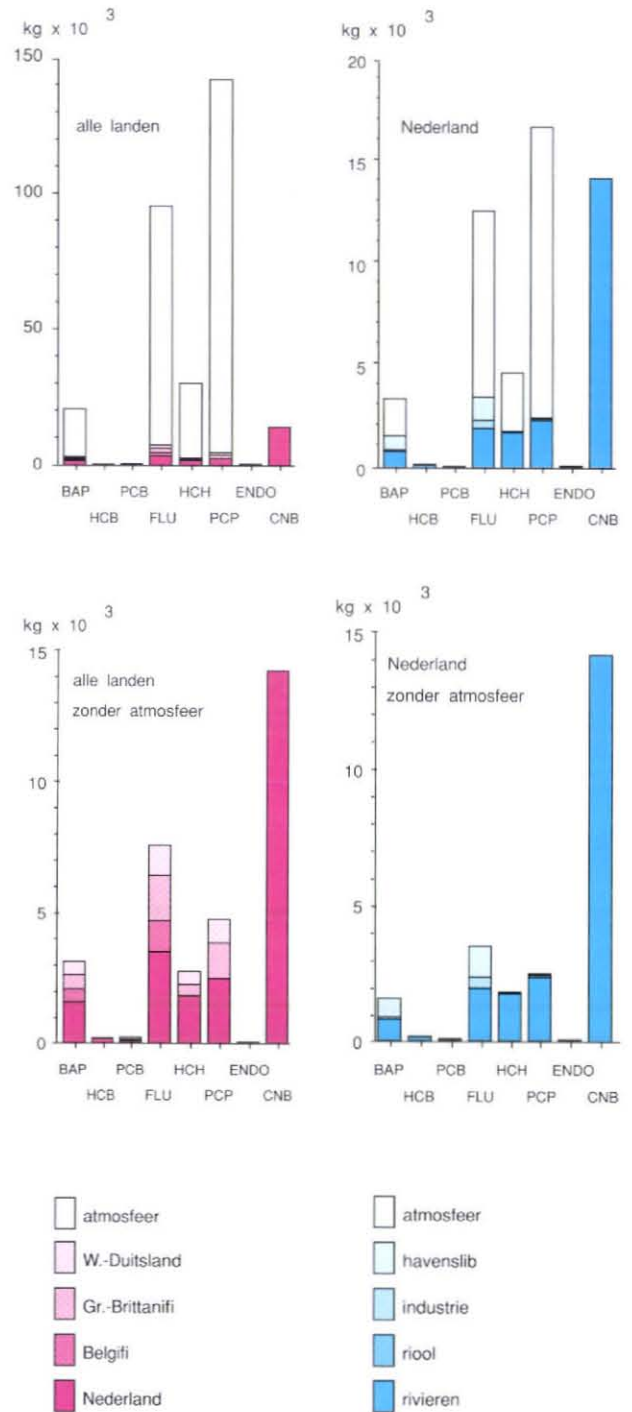 kg x 10 3
150
100
50
0
alle landen
BAP PCB HCH ENDO
HCB FLU PCP CNB
kg x 10 3
20
15
10
5
0
Nederland
BAP PCB HCH ENDO
HCB FLU PCP CNB
kg x 10 3
15
10
5
0
alle landen
zonder atmosfeer
BAP PCB HCH ENDO
HCB FLU PCP CNB
kg x 10 3
15
10
5
0
Nederland
zonder atmosfeer
BAP PCB HCH ENDO
HCB FLU PCP CNB
atmosfeer
W.-Duitsland
Gr.-Brittanifi
Belgifi
Nederland
atmosfeer
havenslib
industrie
riool
rivieren